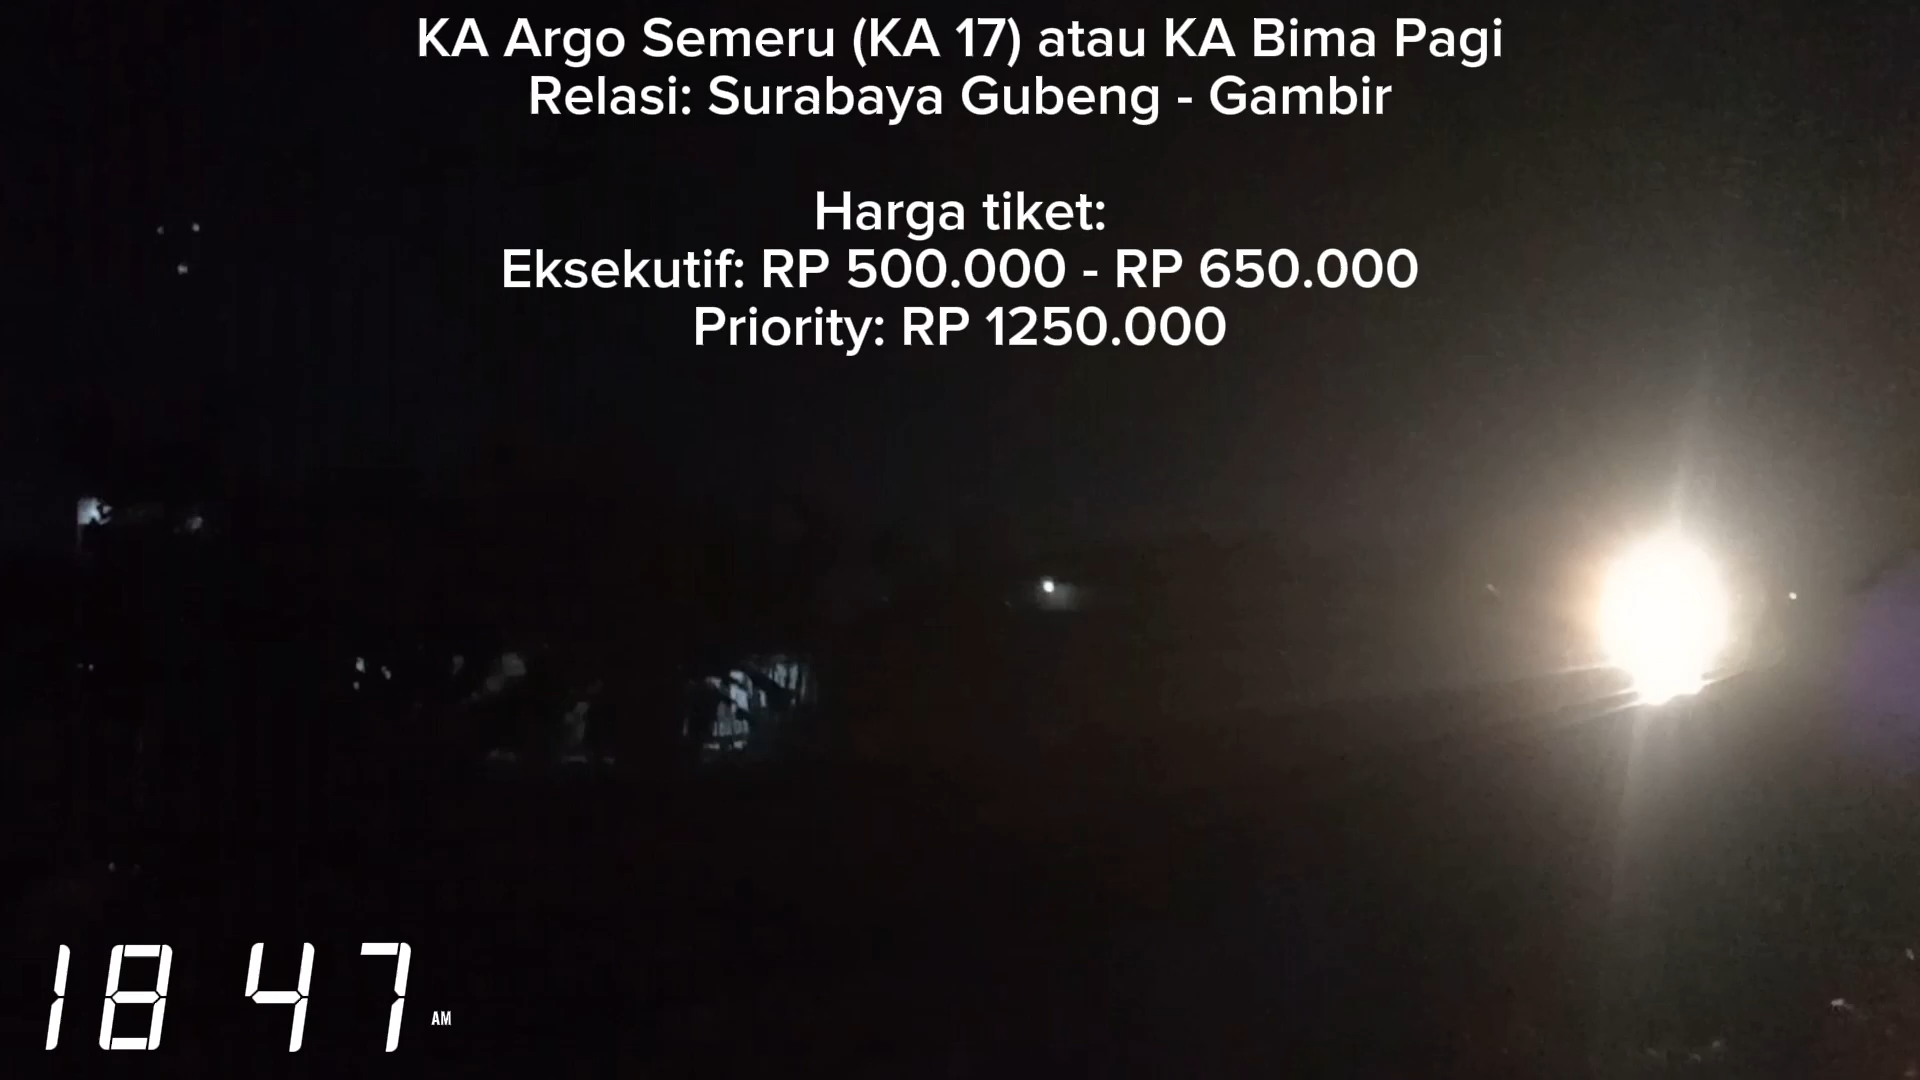 KA Argo Semeru (KA 17) atau KA Bima Pagi
Relasi: Surabaya Gubeng - Gambir
Harga tiket:
Eksekutif: RP 500.000 - RP 650.000
Priority: RP 1250.000
18 47 AM